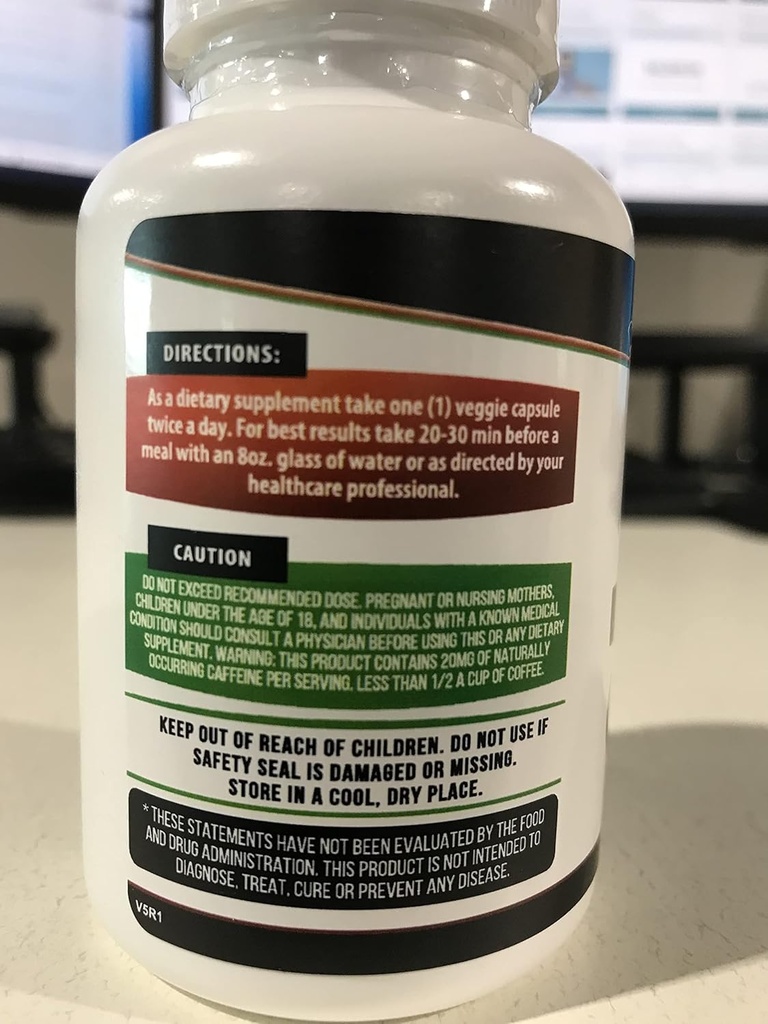 DIRECTIONS:
As a dietary supplement take one (1) veggie capsule
twice a day. For best results take 20-30 min before a
meal with an 8oz. glass of water or as directed by your
healthcare professional.
CAUTION
DO NOT EXCEED RECOMMENDED DOSE. PREGNANT OR NURSING MOTHERS,
CHILDREN UNDER THE AGE OF 18, AND INDIVIDUALS WITH A KNOWN MEDICAL
CONDITION SHOULD CONSULT A PHYSICIAN BEFORE USING THIS OR ANY DIETARY
SUPPLEMENT. WARNING: THIS PRODUCT CONTAINS 20MG OF NATURALLY
OCCURRING CAFFEINE PER SERVING. LESS THAN 1/2 A CUP OF COFFEE.
KEEP OUT OF REACH OF CHILDREN. DO NOT USE IF
SAFETY SEAL IS DAMAGED OR MISSING.
STORE IN A COOL, DRY PLACE.
* THESE STATEMENTS HAVE NOT BEEN EVALUATED BY THE FOOD
AND DRUG ADMINISTRATION. THIS PRODUCT IS NOT INTENDED TO
DIAGNOSE, TREAT, CURE OR PREVENT ANY DISEASE.
V5R1